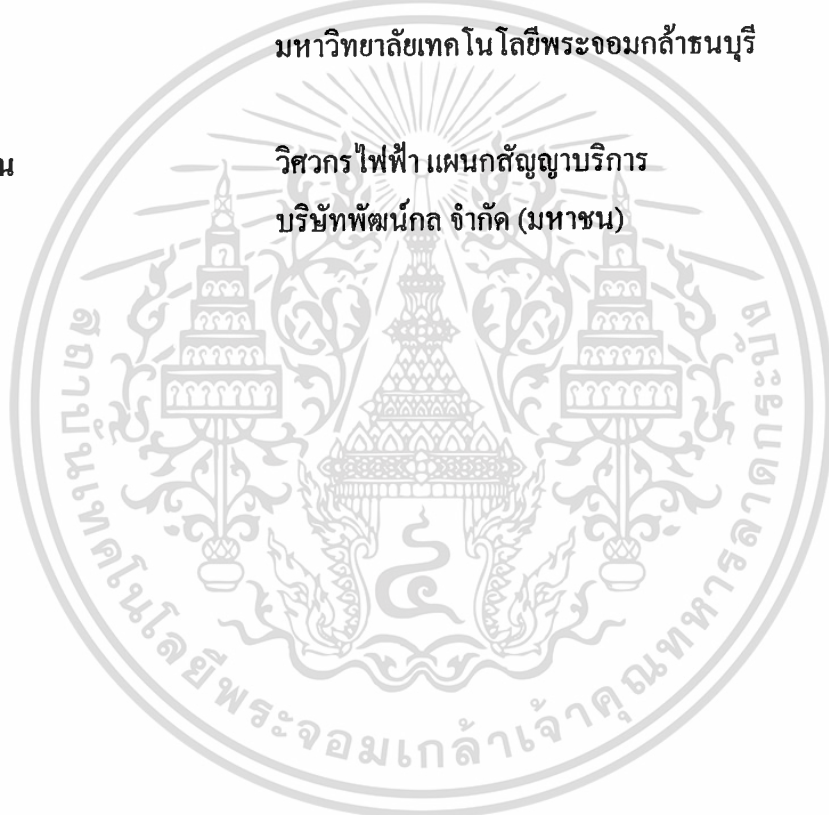 มหาวิทยาลัยเทคโนโลยีพระจอมเกล้าธนบุรี
น
วิศวกรไฟฟ้า แผนกสัญญาบริการ
บริษัทพัฒน์กล จำกัด (มหาชน)
สถาบันเทคโนโลยีพระจอมเกล้าเจ้าคุณทหารลาดกระบัง